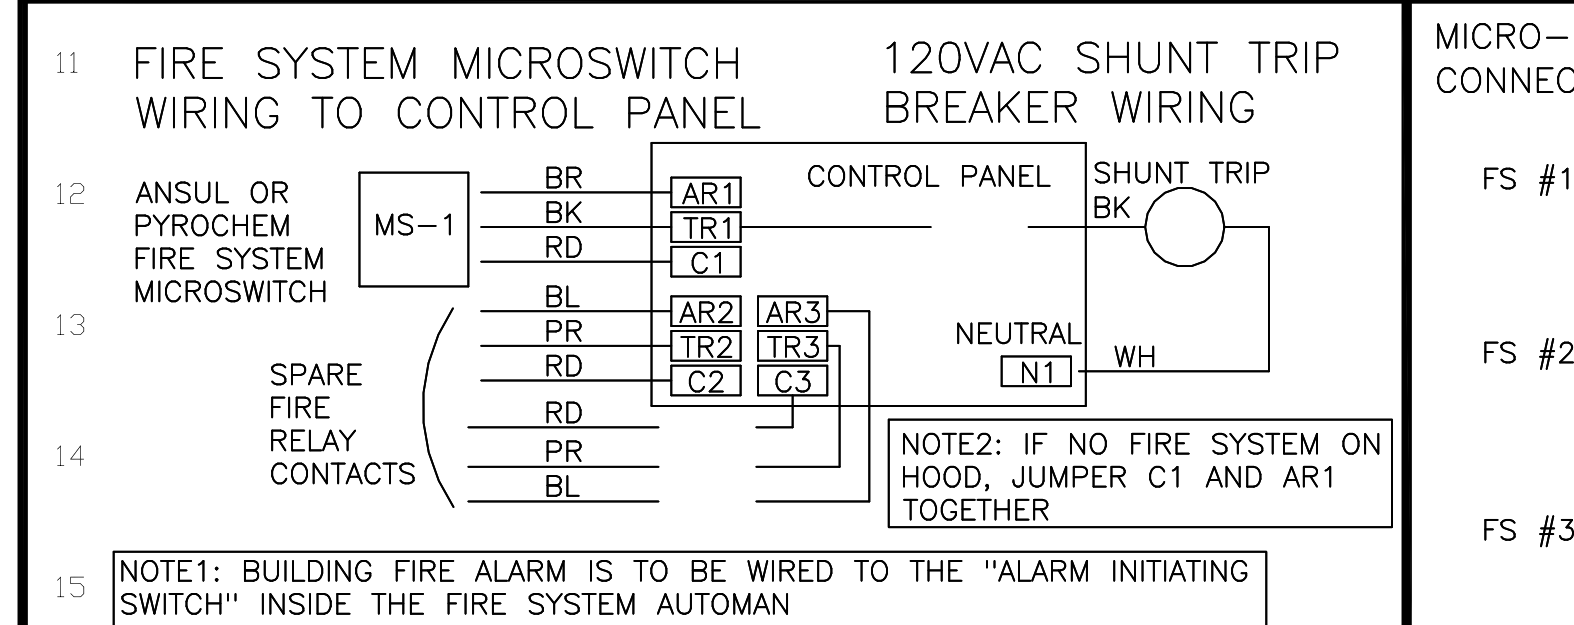 11
FIRE SYSTEM MICROSWITCH
WIRING TO CONTROL PANEL
120VAC SHUNT TRIP
BREAKER WIRING
12
ANSUL OR
PYROCHEM
FIRE SYSTEM
MICROSWITCH
MS-1
BR
BK
RD
AR1
TR1
C1
CONTROL PANEL
SHUNT TRIP
BK
13
BL
PR
RD
AR2
TR2
C2
AR3
TR3
C3
NEUTRAL
N1
WH
SPARE
FIRE
RELAY
CONTACTS
14
RD
PR
BL
NOTE2: IF NO FIRE SYSTEM ON
HOOD, JUMPER C1 AND AR1
TOGETHER
15
NOTE1: BUILDING FIRE ALARM IS TO BE WIRED TO THE "ALARM INITIATING
SWITCH" INSIDE THE FIRE SYSTEM AUTOMAN
MICRO-
CONNEC
FS #1
FS #2
FS #3